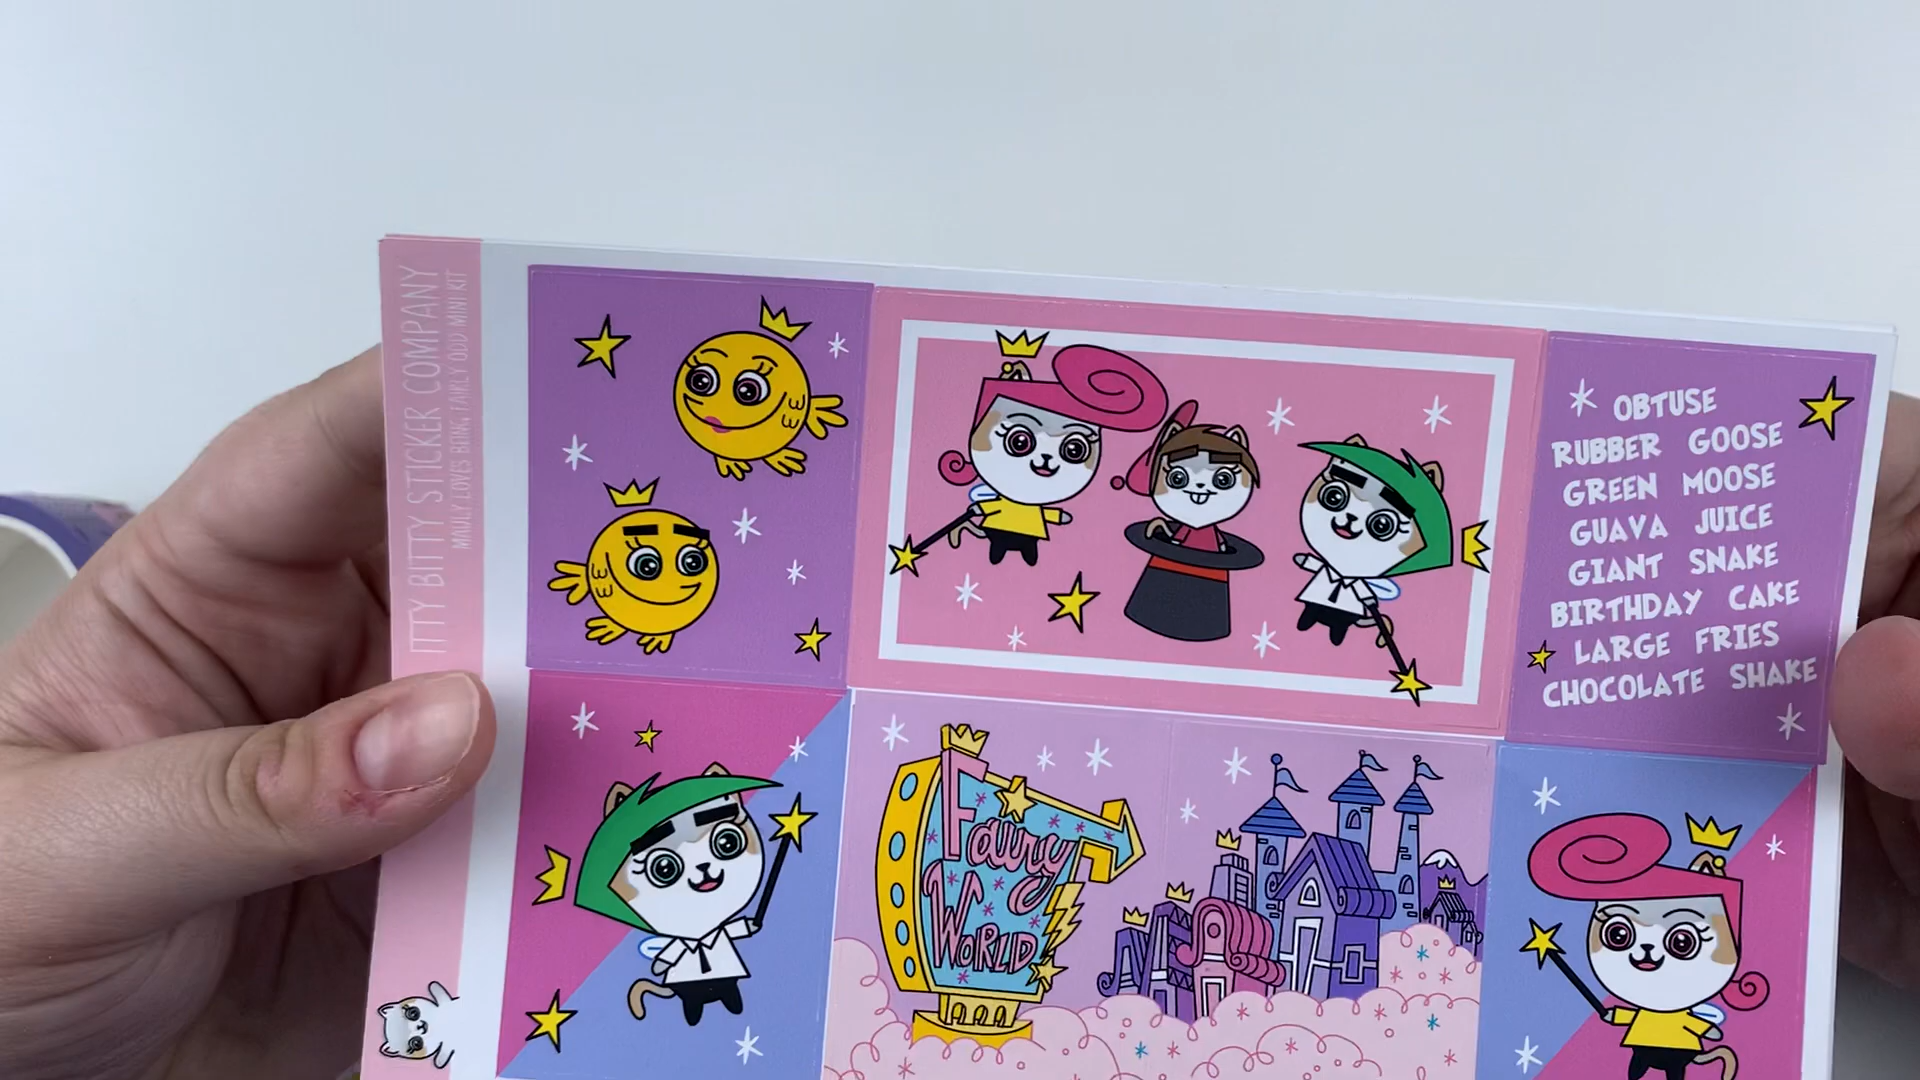 ITTY BITTY STICKER COMPANY
MAULY LOVES BEING FAIRLY ODD MINI KIT
OBTUSE
RUBBER GOOSE
GREEN MOOSE
GUAVA JUICE
GIANT SNAKE
BIRTHDAY CAKE
LARGE FRIES
CHOCOLATE SHAKE
Fairy
World